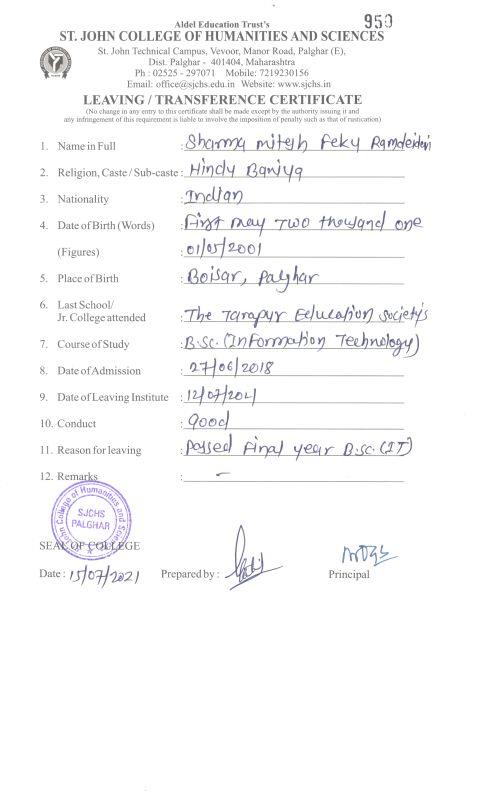 Aldel Education Trust's
959
ST. JOHN COLLEGE OF HUMANITIES AND SCIENCES
St. John Technical Campus, Vevoor, Manor Road, Palghar (E),
Dist. Palghar - 401404, Maharashtra
Ph : 02525 - 297071 Mobile: 7219230156
Email: office@sjchs.edu.in Website: www.sjchs.in
LEAVING / TRANSFERENCE CERTIFICATE
(No change in any entry to this certificate shall be made except by the authority issuing it and
any infringement of this requirement is liable to involve the imposition of penalty such as that of rustication)
1. Name in Full : Sharma mitesh Feku Ramdeidevi
2. Religion, Caste / Sub-caste : Hindu Baniya
3. Nationality : Indian
4. Date of Birth (Words) : First may Two thousand one
(Figures) : 01/05/2001
5. Place of Birth : Boisar, Palghar
6. Last School/
Jr. College attended : The Tarapur Education society's
7. Course of Study : B.Sc. (Information Technology)
8. Date of Admission : 27/06/2018
9. Date of Leaving Institute : 12/07/2021
10. Conduct : Good
11. Reason for leaving : Passed Final year B.sc. (IT)
12. Remarks : -
St. John College of Humanities and Sciences
SJCHS
PALGHAR
SEAL OF COLLEGE
Date : 15/07/2021 Prepared by : Principal